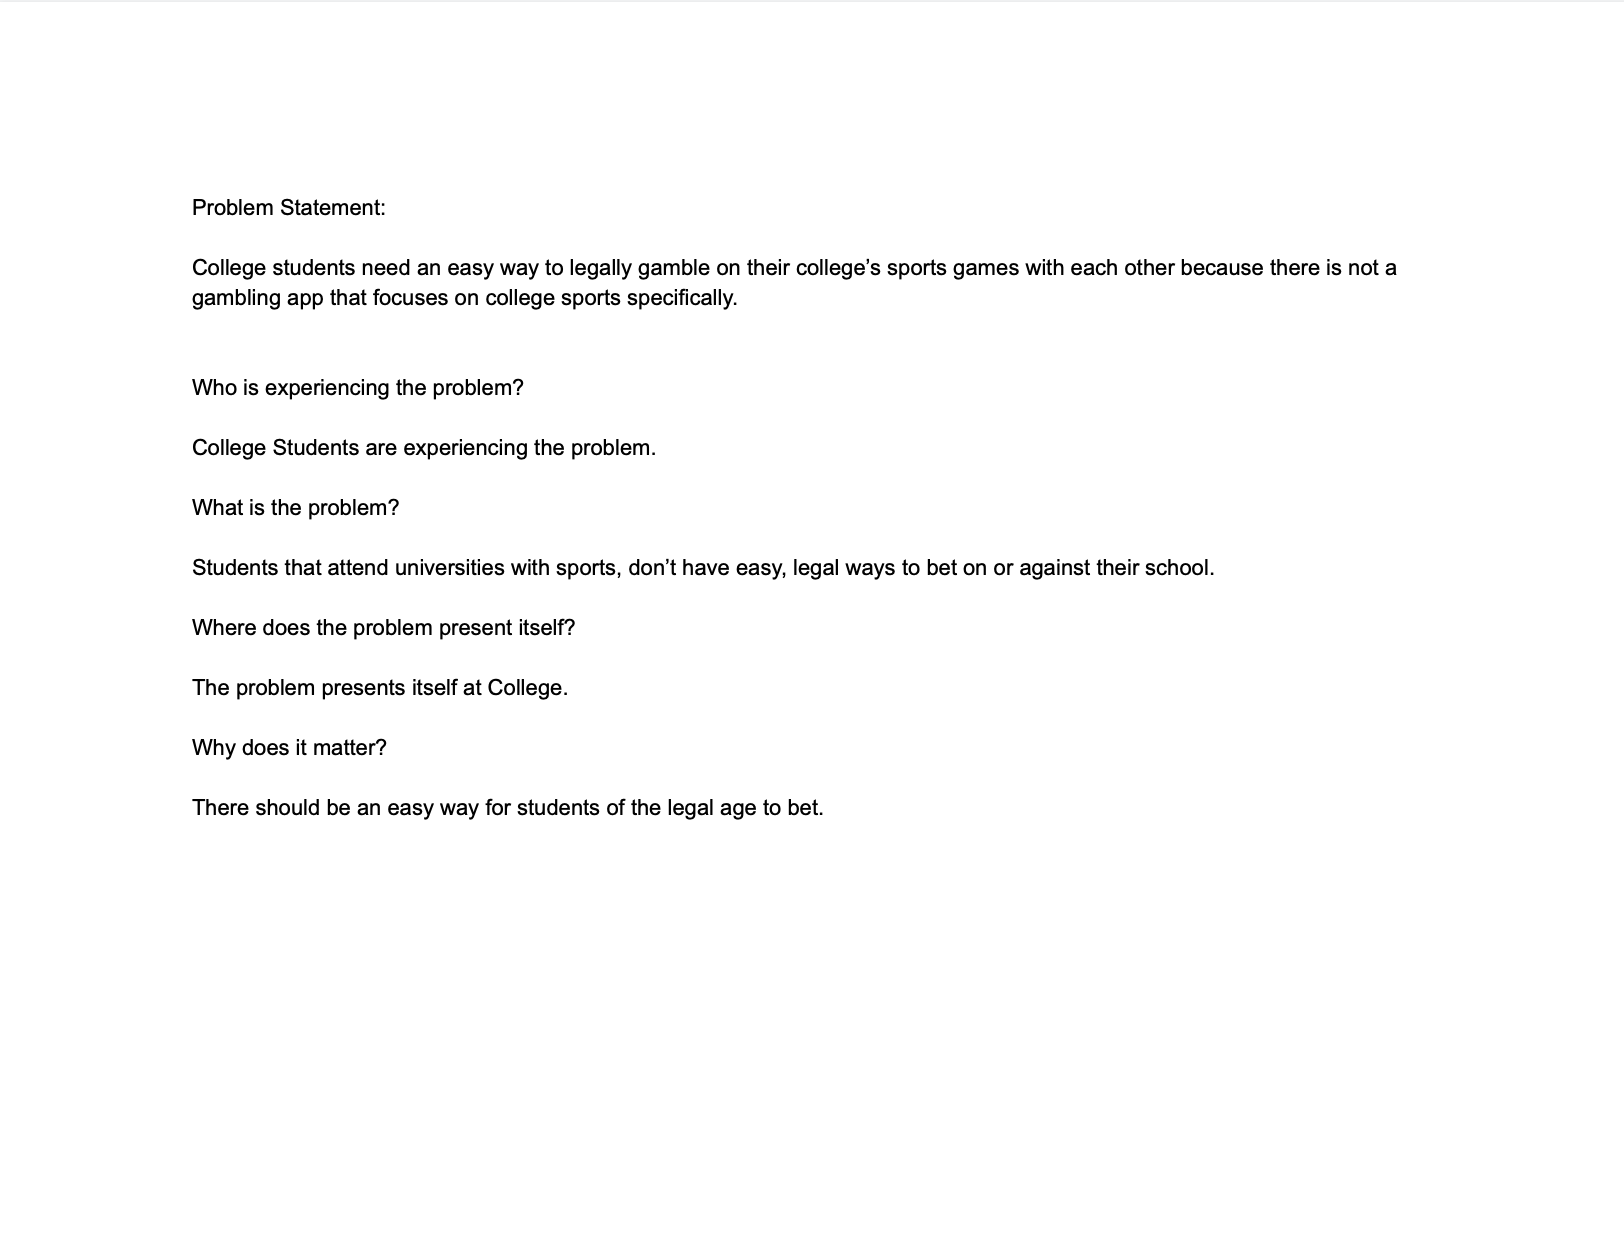 Problem Statement:
College students need an easy way to legally gamble on their college’s sports games with each other because there is not a
gambling app that focuses on college sports specifically.
Who is experiencing the problem?
College Students are experiencing the problem.
What is the problem?
Students that attend universities with sports, don’t have easy, legal ways to bet on or against their school.
Where does the problem present itself?
The problem presents itself at College.
Why does it matter?
There should be an easy way for students of the legal age to bet.